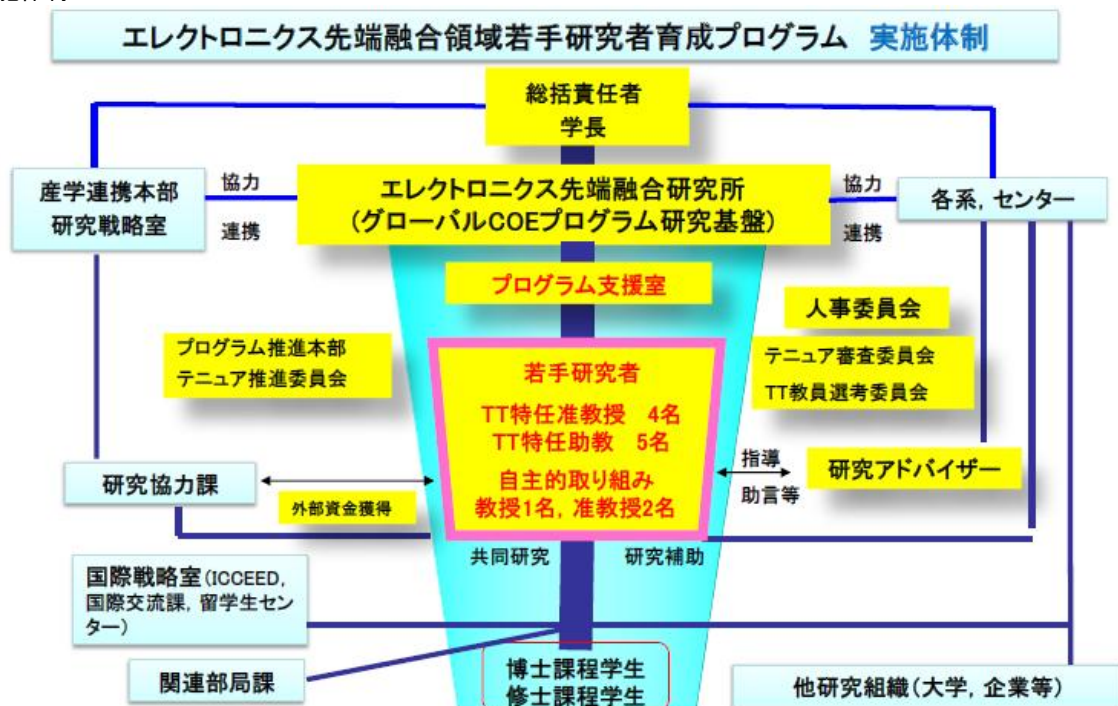 エレクトロニクス先端融合領域若手研究者育成プログラム 実施体制
総括責任者
学長
産学連携本部
研究戦略室
協力
連携
エレクトロニクス先端融合研究所
(グローバルCOEプログラム研究基盤)
協力
連携
各系, センター
プログラム支援室
人事委員会
プログラム推進本部
テニュア推進委員会
テニュア審査委員会
TT教員選考委員会
若手研究者
TT特任准教授 4名
TT特任助教 5名
自主的取り組み
教授1名, 准教授2名
研究協力課
外部資金獲得
指導
助言等
研究アドバイザー
共同研究
研究補助
国際戦略室(ICCEED,
国際交流課, 留学生セン
ター)
関連部局課
博士課程学生
修士課程学生
他研究組織(大学, 企業等)